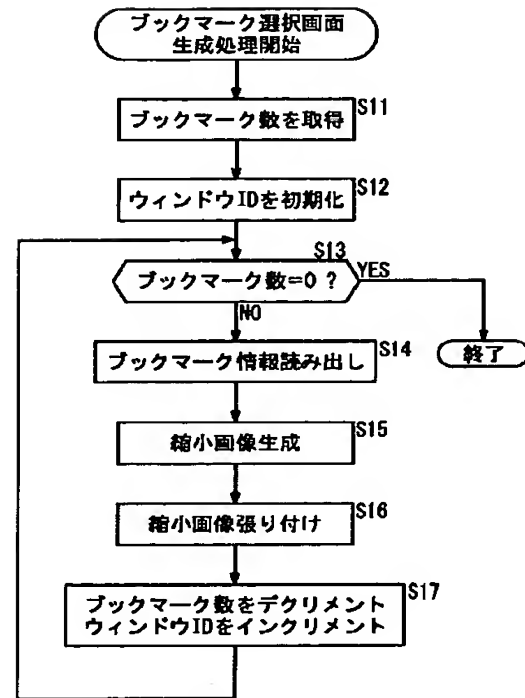 ブックマーク選択画面
生成処理開始
S11
ブックマーク数を取得
S12
ウィンドウIDを初期化
S13
ブックマーク数=0 ?
YES
NO
終了
S14
ブックマーク情報読み出し
S15
縮小画像生成
S16
縮小画像張り付け
S17
ブックマーク数をデクリメント
ウィンドウIDをインクリメント